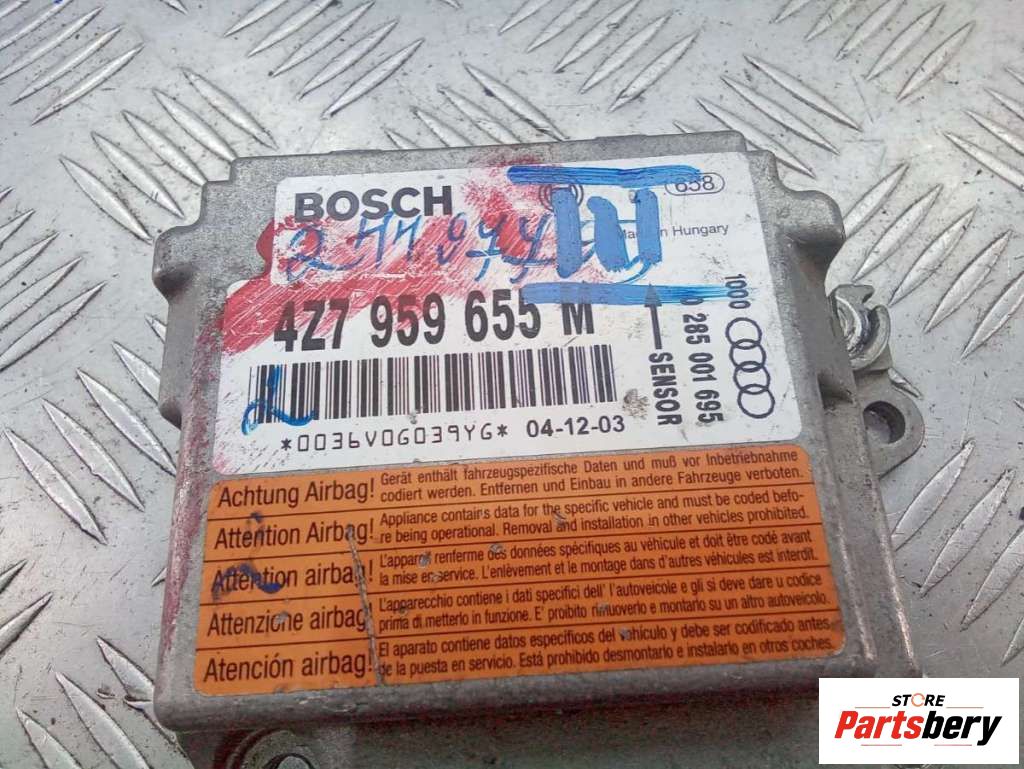 BOSCH
658
Made in Hungary
4Z7 959 655 M
*0036V0G039YG* 04-12-03
SENSOR
0 285 001 695
1000
Achtung Airbag! Gerät enthält fahrzeugspezifische Daten und muß vor Inbetriebnahme
codiert werden. Entfernen und Einbau in andere Fahrzeuge verboten.
Attention Airbag! Appliance contains data for the specific vehicle and must be coded befo-
re being operational. Removal and installation in other vehicles prohibited.
Attention airbag! L'appareil renferme des données spécifiques au véhicule et doit être codé avant
la mise en service. L'enlèvement et le montage dans d'autres véhicules est interdit.
Attenzione airbag! L'apparecchio contiene i dati specifici dell' l'autoveicolo e gli si deve dare u codice
prima di metterlo in funzione. E' proibito rimuoverlo e montarlo su un altro autoveicolo.
Atención airbag! El aparato contiene datos específicos del vehículo y debe ser codificado antes
de la puesta en servicio. Está prohibido desmontarlo e instalarlo en otros coches.
STORE
Partsbery